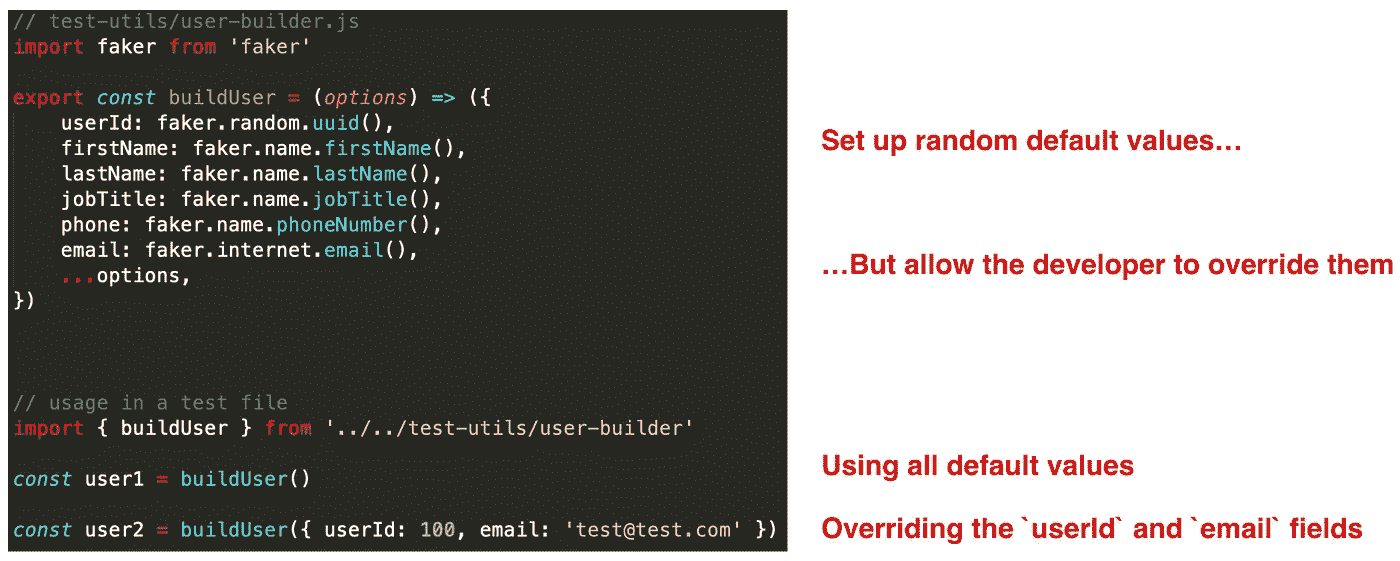 // test-utils/user-builder.js
import faker from 'faker'
export const buildUser = (options) => ({
    userId: faker.random.uuid(),
    firstName: faker.name.firstName(),
    lastName: faker.name.lastName(),
    jobTitle: faker.name.jobTitle(),
    phone: faker.name.phoneNumber(),
    email: faker.internet.email(),
    ...options,
})
Set up random default values…
…But allow the developer to override them
// usage in a test file
import { buildUser } from '../../test-utils/user-builder'
const user1 = buildUser()
Using all default values
const user2 = buildUser({ userId: 100, email: 'test@test.com' })
Overriding the `userId` and `email` fields